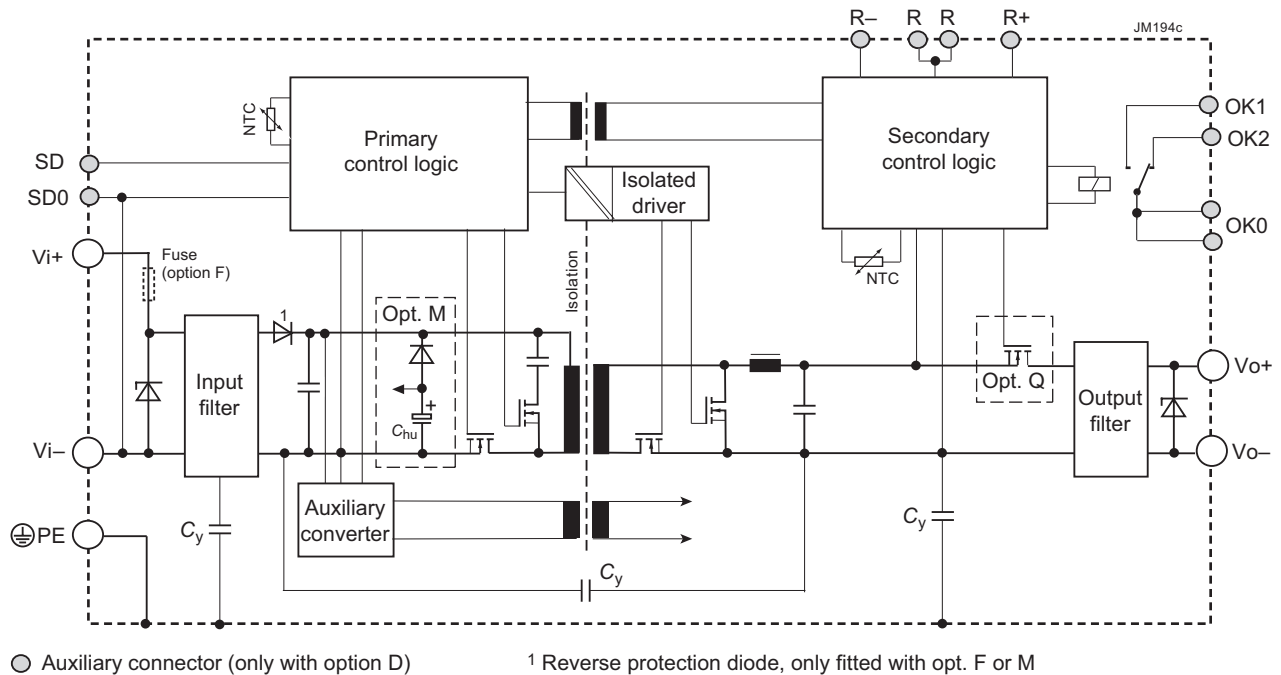 R–
R
R
R+
JM194c
NTC
Primary
control logic
Secondary
control logic
OK1
OK2
OK0
SD
SD0
Isolated
driver
Vi+
Fuse
(option F)
NTC
Isolation
1
Opt. M
Input
filter
+
Chu
Opt. Q
Output
filter
Vo+
Vo–
Vi–
PE
Cy
Auxiliary
converter
Cy
Cy
Auxiliary connector (only with option D)
1 Reverse protection diode, only fitted with opt. F or M